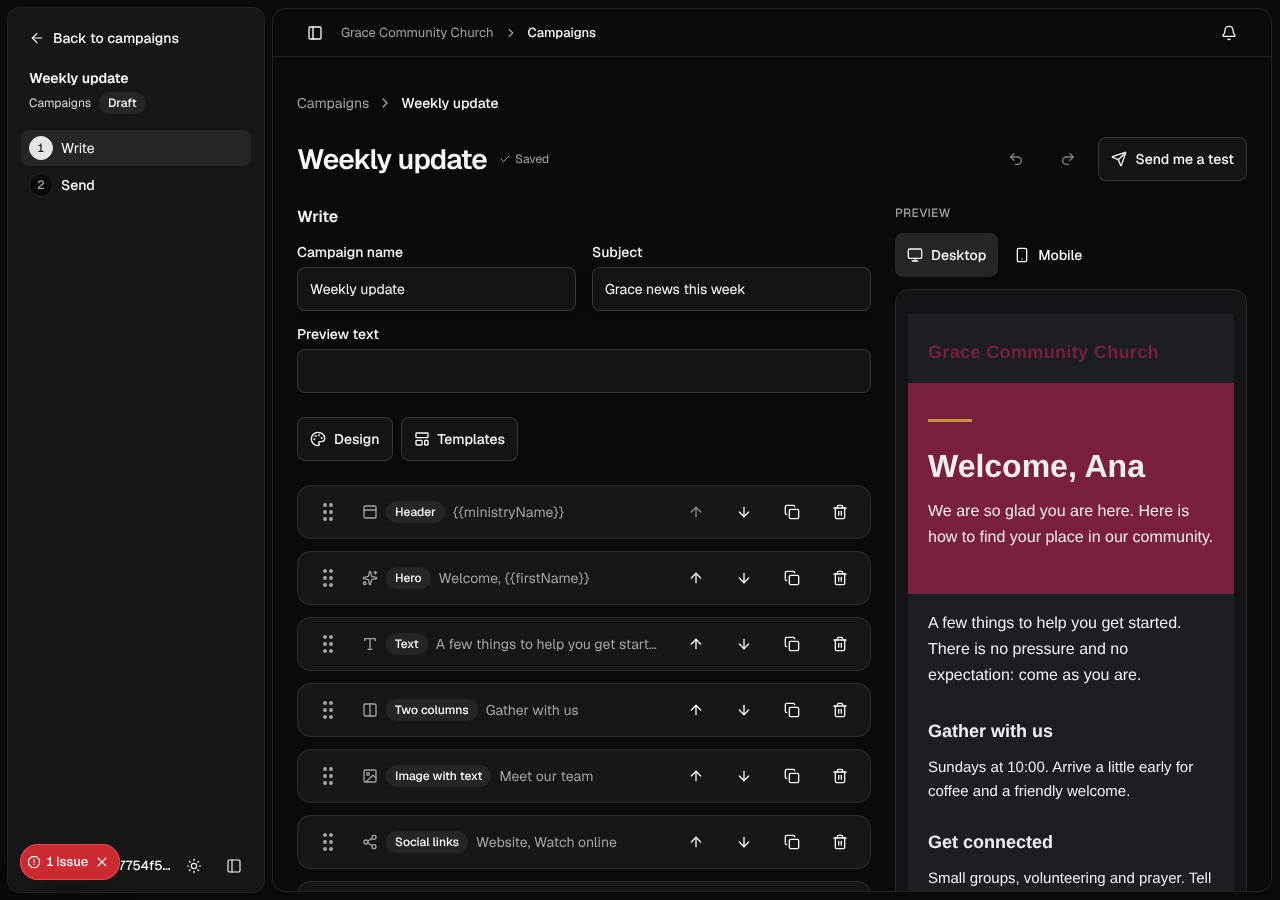 Back to campaigns
Weekly update
Campaigns Draft
1 Write
2 Send
1 Issue
7754f5…
Grace Community Church > Campaigns
Campaigns > Weekly update
Weekly update Saved
Send me a test
Write
Campaign name
Weekly update
Subject
Grace news this week
Preview text
Design
Templates
Header {{ministryName}}
Hero Welcome, {{firstName}}
Text A few things to help you get start…
Two columns Gather with us
Image with text Meet our team
Social links Website, Watch online
PREVIEW
Desktop
Mobile
Grace Community Church
Welcome, Ana
We are so glad you are here. Here is
how to find your place in our community.
A few things to help you get started.
There is no pressure and no
expectation: come as you are.
Gather with us
Sundays at 10:00. Arrive a little early for
coffee and a friendly welcome.
Get connected
Small groups, volunteering and prayer. Tell